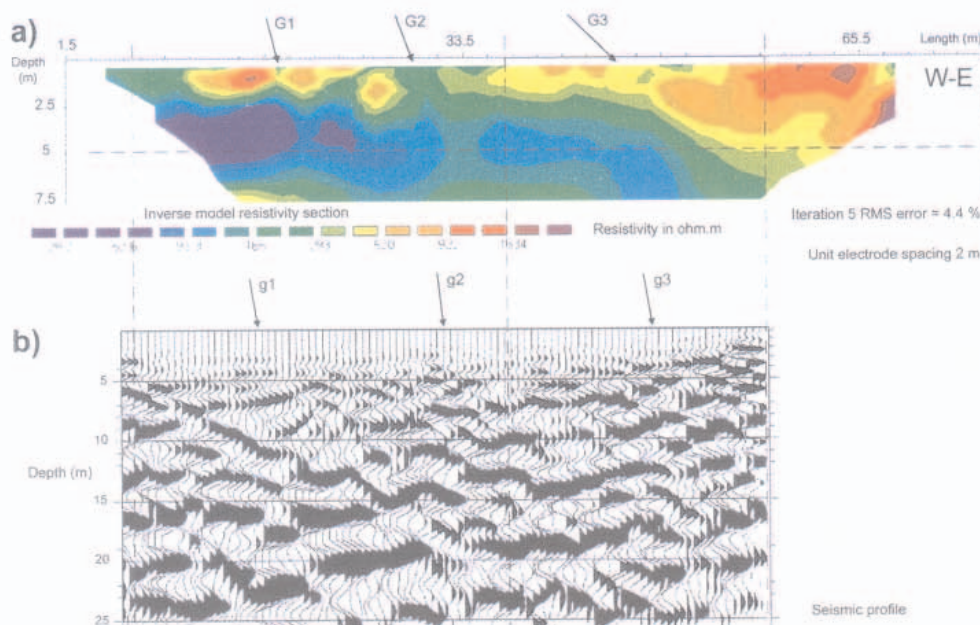 a)
G1
G2
G3
1.5
33.5
Length (m)
65.5
Depth
(m)
W-E
2.5
5
7.5
Inverse model resistivity section
Iteration 5 RMS error = 4.4 %
Resistivity in ohm.m
Unit electrode spacing 2 m
g1
g2
g3
b)
5
10
Depth (m)
15
20
25
Seismic profile